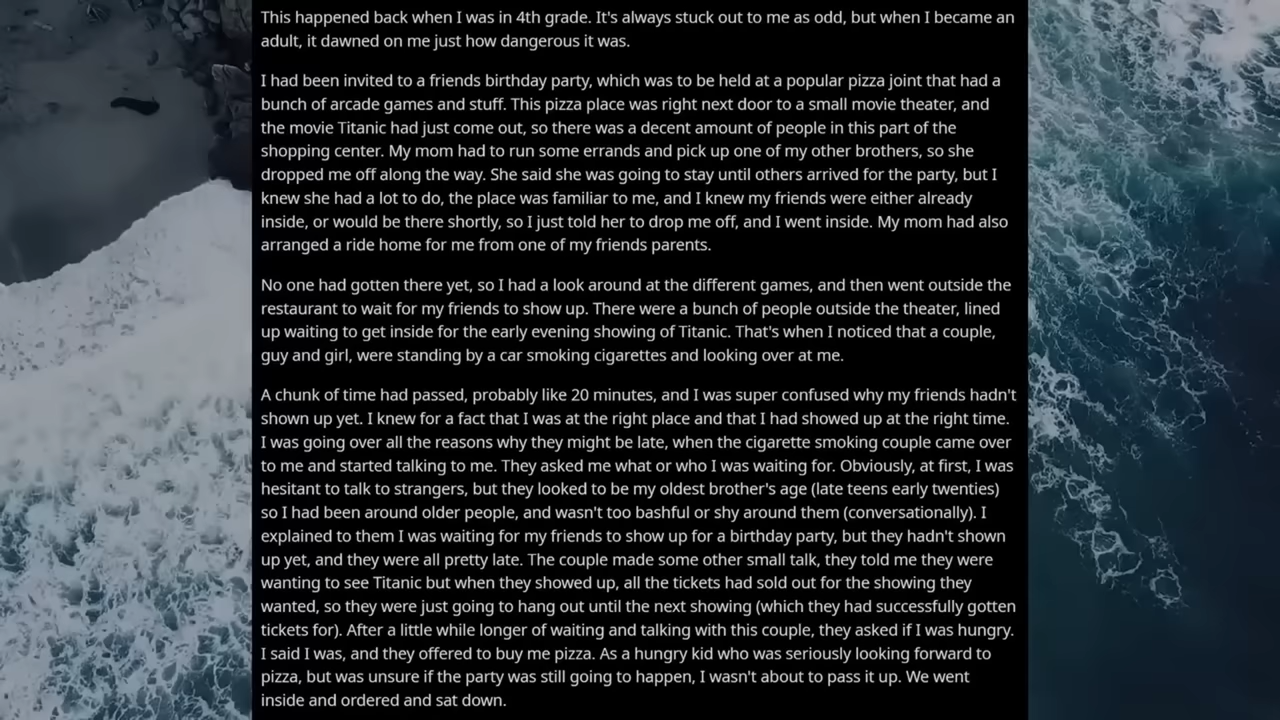 This happened back when I was in 4th grade. It's always stuck out to me as odd, but when I became an
adult, it dawned on me just how dangerous it was.
I had been invited to a friends birthday party, which was to be held at a popular pizza joint that had a
bunch of arcade games and stuff. This pizza place was right next door to a small movie theater, and
the movie Titanic had just come out, so there was a decent amount of people in this part of the
shopping center. My mom had to run some errands and pick up one of my other brothers, so she
dropped me off along the way. She said she was going to stay until others arrived for the party, but I
knew she had a lot to do, the place was familiar to me, and I knew my friends were either already
inside, or would be there shortly, so I just told her to drop me off, and I went inside. My mom had also
arranged a ride home for me from one of my friends parents.
No one had gotten there yet, so I had a look around at the different games, and then went outside the
restaurant to wait for my friends to show up. There were a bunch of people outside the theater, lined
up waiting to get inside for the early evening showing of Titanic. That's when I noticed that a couple,
guy and girl, were standing by a car smoking cigarettes and looking over at me.
A chunk of time had passed, probably like 20 minutes, and I was super confused why my friends hadn't
shown up yet. I knew for a fact that I was at the right place and that I had showed up at the right time.
I was going over all the reasons why they might be late, when the cigarette smoking couple came over
to me and started talking to me. They asked me what or who I was waiting for. Obviously, at first, I was
hesitant to talk to strangers, but they looked to be my oldest brother's age (late teens early twenties)
so I had been around older people, and wasn't too bashful or shy around them (conversationally). I
explained to them I was waiting for my friends to show up for a birthday party, but they hadn't shown
up yet, and they were all pretty late. The couple made some other small talk, they told me they were
wanting to see Titanic but when they showed up, all the tickets had sold out for the showing they
wanted, so they were just going to hang out until the next showing (which they had successfully gotten
tickets for). After a little while longer of waiting and talking with this couple, they asked if I was hungry.
I said I was, and they offered to buy me pizza. As a hungry kid who was seriously looking forward to
pizza, but was unsure if the party was still going to happen, I wasn't about to pass it up. We went
inside and ordered and sat down.